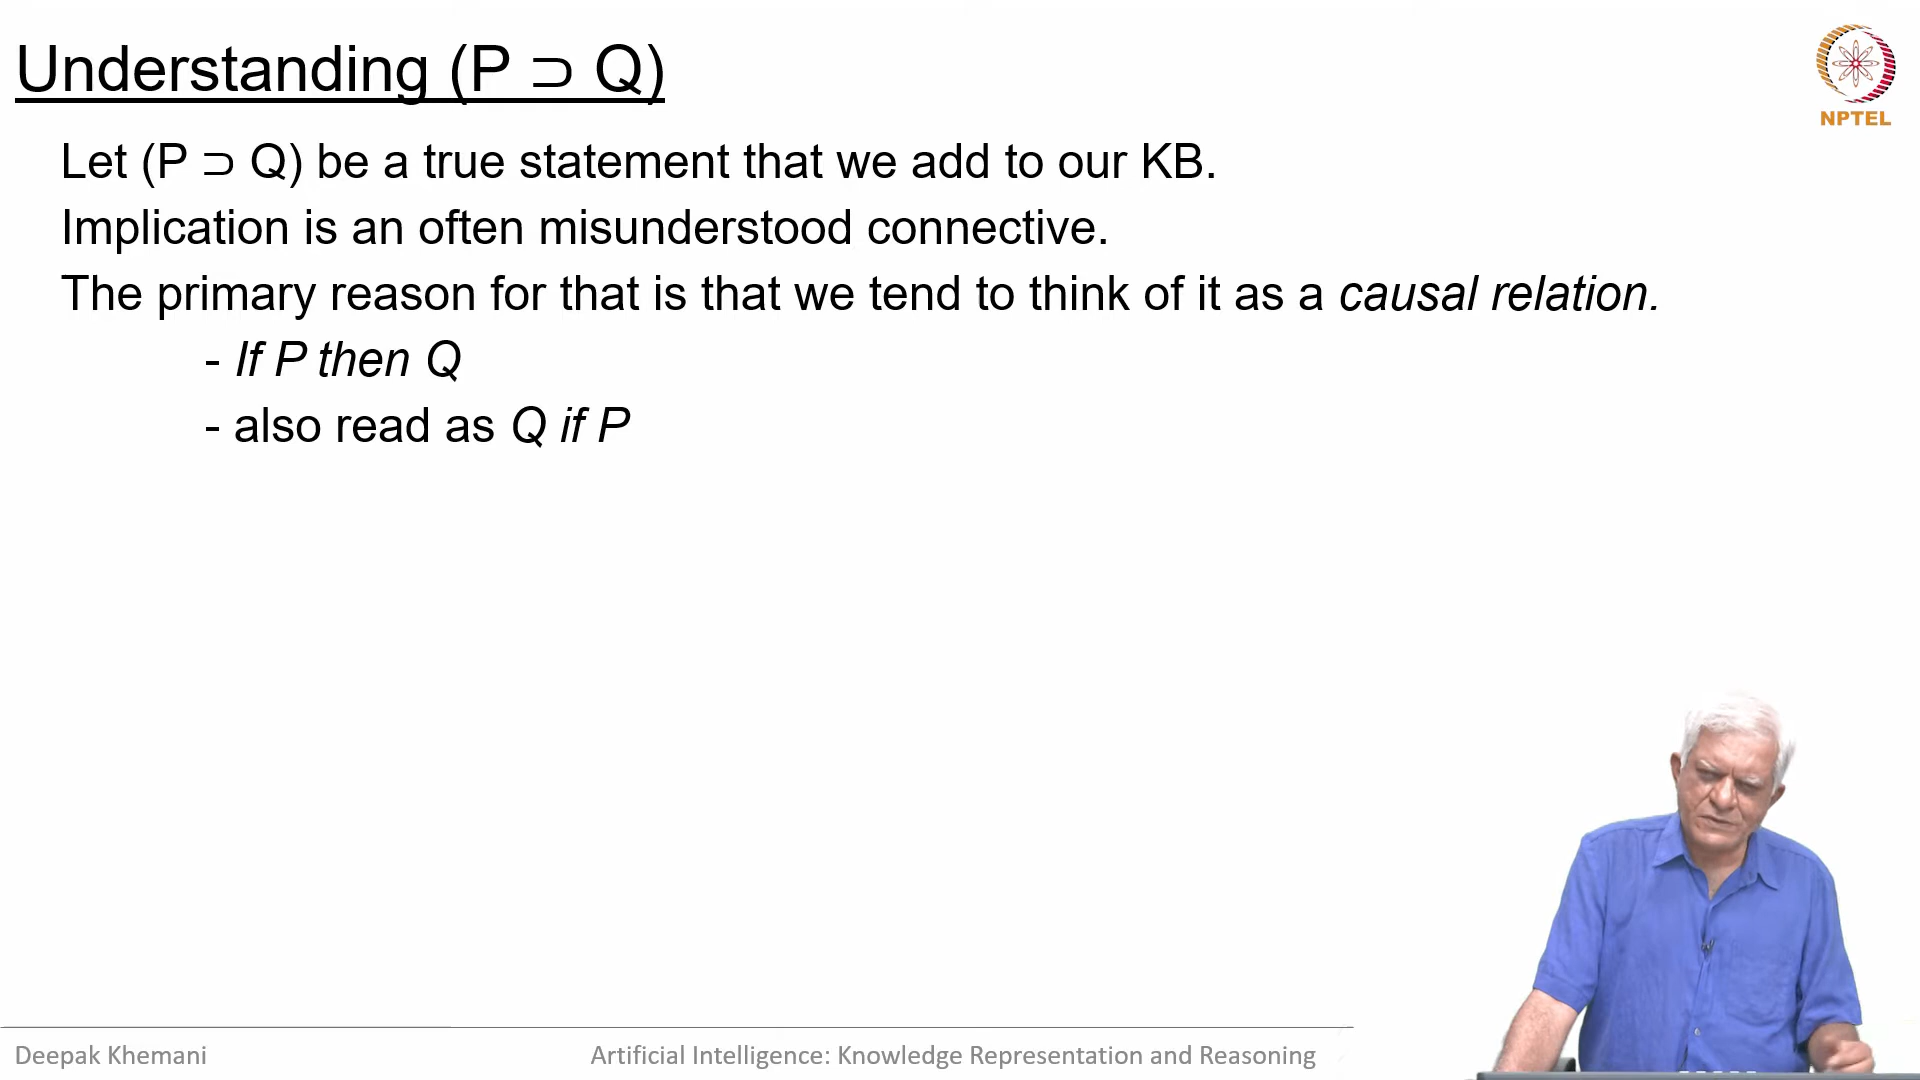 Understanding (P ⊃ Q)
NPTEL
Let (P ⊃ Q) be a true statement that we add to our KB.
Implication is an often misunderstood connective.
The primary reason for that is that we tend to think of it as a causal relation.
- If P then Q
- also read as Q if P
Deepak Khemani
Artificial Intelligence: Knowledge Representation and Reasoning